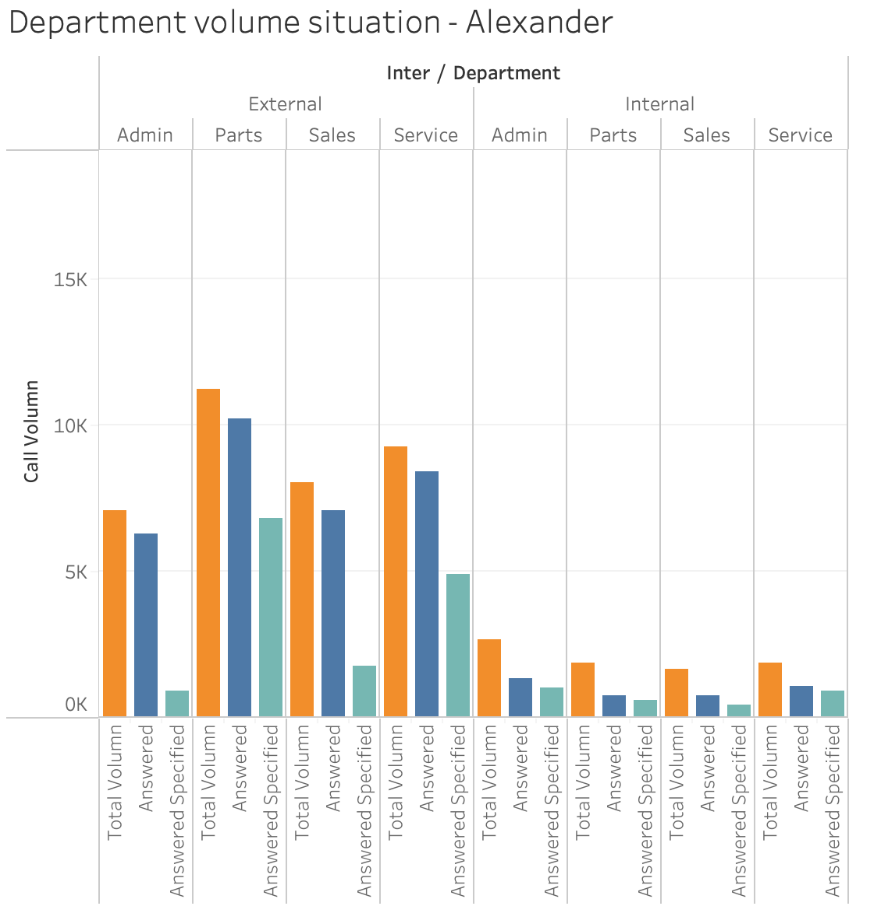 Department volume situation - Alexander
Inter / Department
External Internal
Admin Parts Sales Service Admin Parts Sales Service
Call Volumn
15K
10K
5K
0K
Total Volumn
Answered
Answered Specified
Total Volumn
Answered
Answered Specified
Total Volumn
Answered
Answered Specified
Total Volumn
Answered
Answered Specified
Total Volumn
Answered
Answered Specified
Total Volumn
Answered
Answered Specified
Total Volumn
Answered
Answered Specified
Total Volumn
Answered
Answered Specified